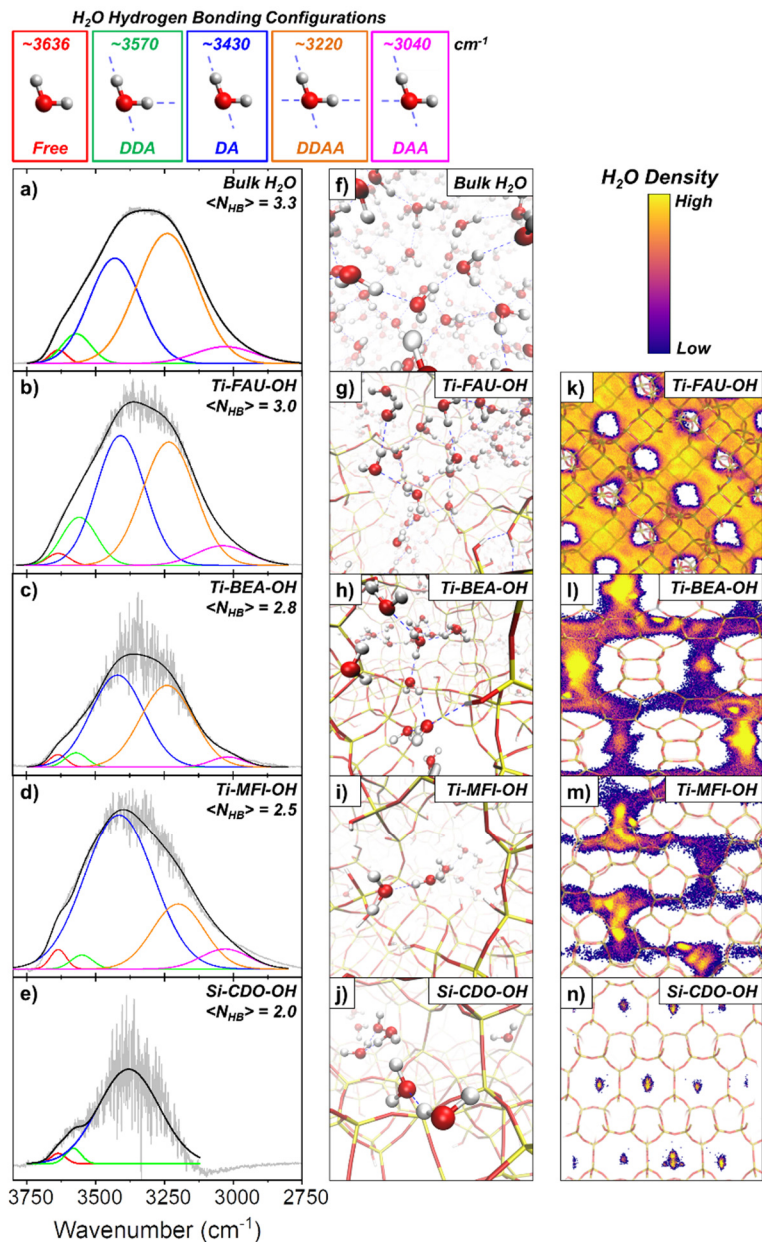 H₂O Hydrogen Bonding Configurations
~3636 ~3570 ~3430 ~3220 ~3040 cm⁻¹
Free DDA DA DDAA DAA
H₂O Density
High
Low
a) Bulk H₂O
<N_HB> = 3.3
f) Bulk H₂O
b) Ti-FAU-OH
<N_HB> = 3.0
g) Ti-FAU-OH
k) Ti-FAU-OH
c) Ti-BEA-OH
<N_HB> = 2.8
h) Ti-BEA-OH
l) Ti-BEA-OH
d) Ti-MFI-OH
<N_HB> = 2.5
i) Ti-MFI-OH
m) Ti-MFI-OH
e) Si-CDO-OH
<N_HB> = 2.0
j) Si-CDO-OH
n) Si-CDO-OH
3750 3500 3250 3000 2750
Wavenumber (cm⁻¹)